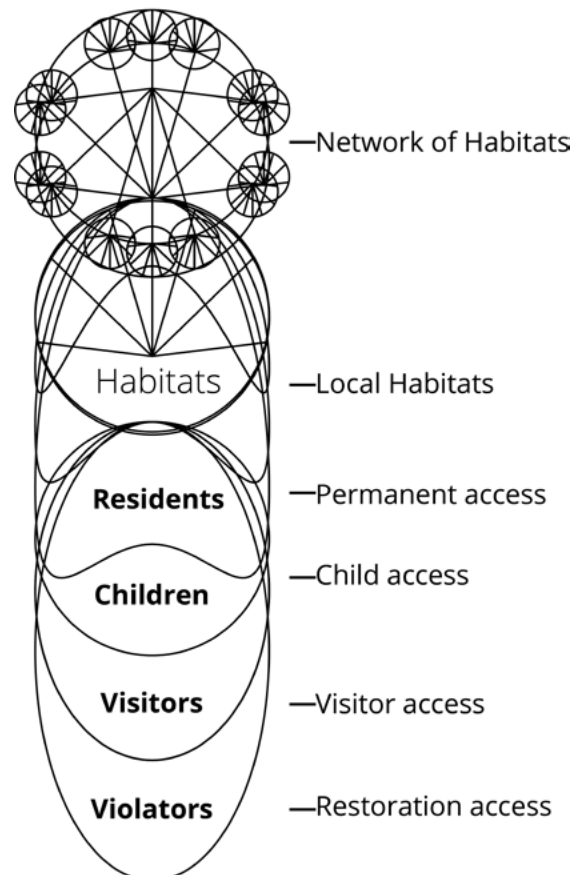 Network of Habitats
Habitats
Local Habitats
Residents
Permanent access
Children
Child access
Visitors
Visitor access
Violators
Restoration access